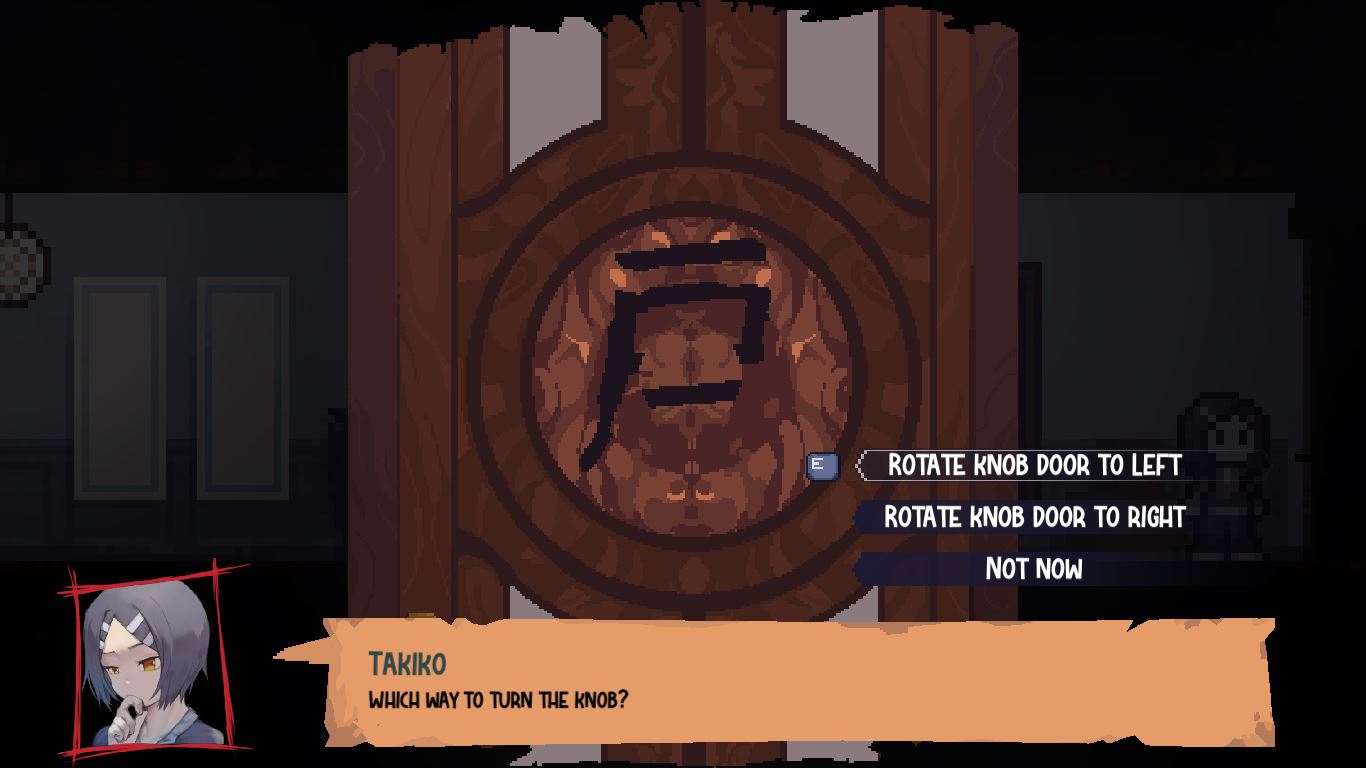 戸
E ROTATE KNOB DOOR TO LEFT
ROTATE KNOB DOOR TO RIGHT
NOT NOW
TAKIKO
WHICH WAY TO TURN THE KNOB?